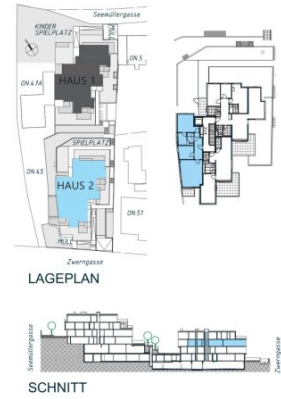 Seemüllergasse
KINDER
SPIELPLATZ
MÜLL
HAUS 1
ON.5
ON.47A
SPIELPLATZ
ON.45
HAUS 2
ON.51
MÜLL
Zwerngasse
LAGEPLAN
Seemüllergasse
Zwerngasse
SCHNITT